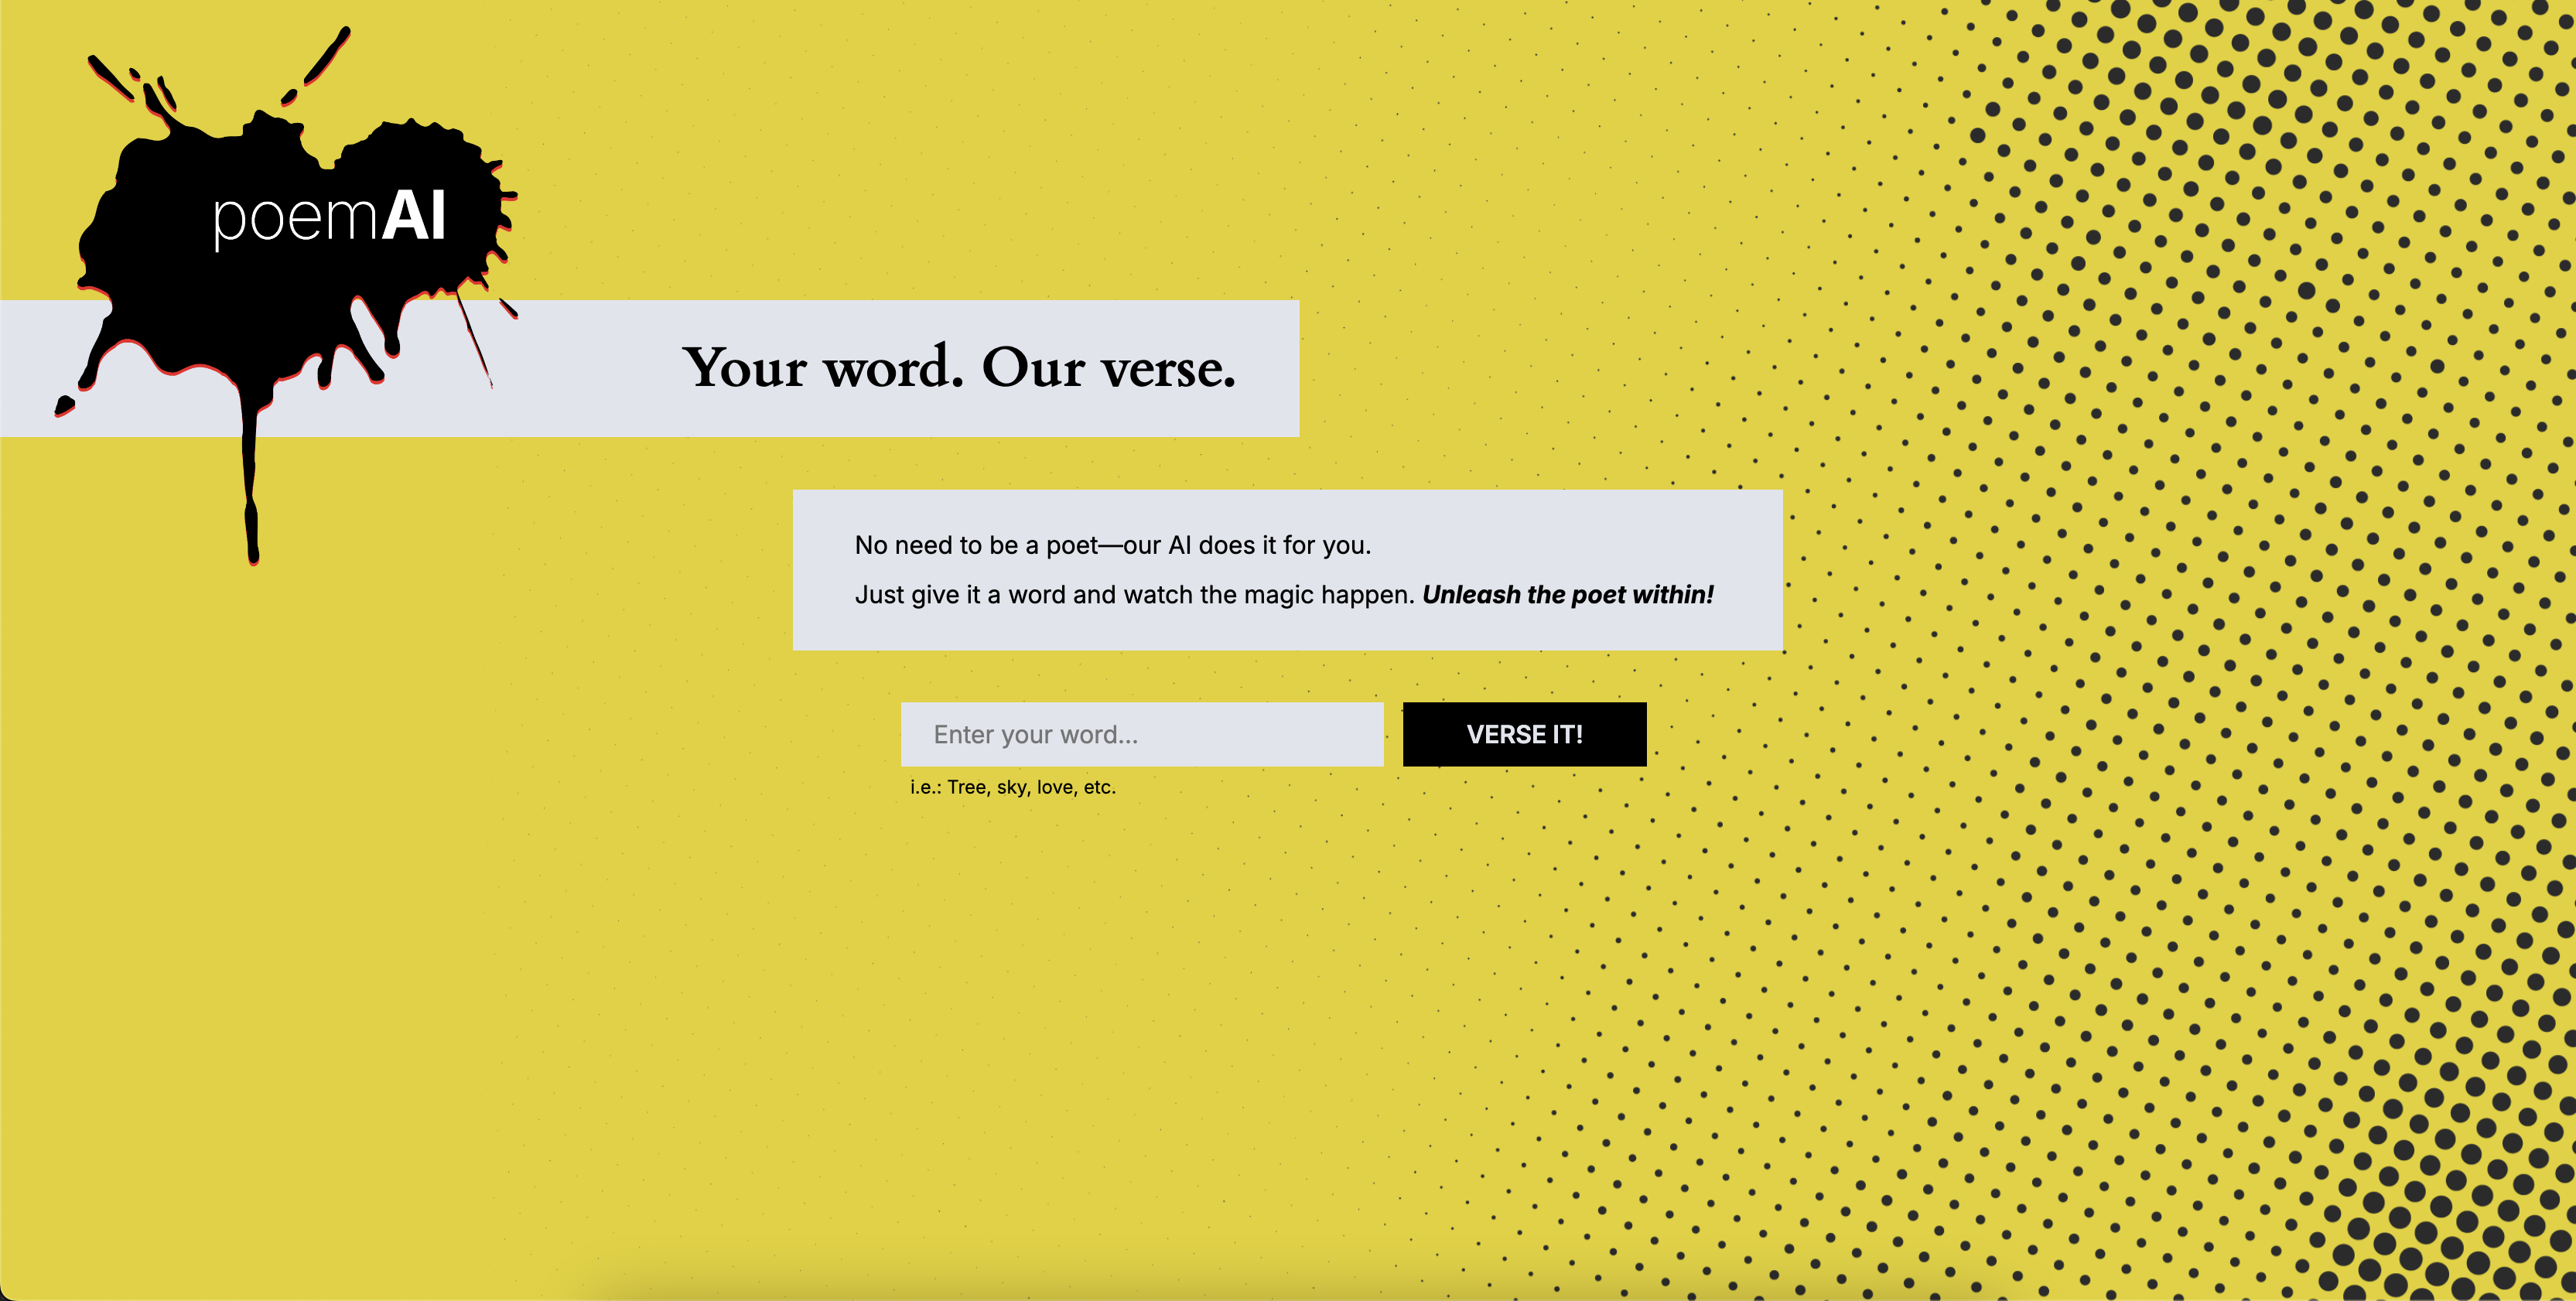 poemAI
Your word. Our verse.
No need to be a poet—our AI does it for you.
Just give it a word and watch the magic happen. Unleash the poet within!
Enter your word...
VERSE IT!
i.e.: Tree, sky, love, etc.